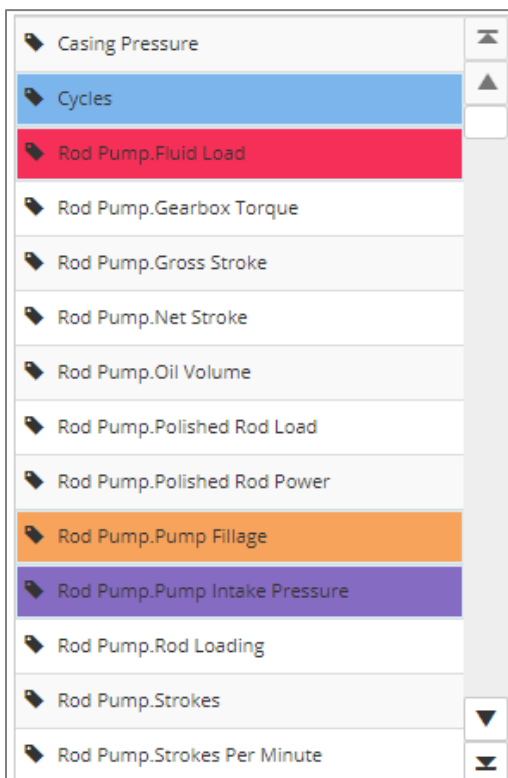 Casing Pressure
Cycles
Rod Pump.Fluid Load
Rod Pump.Gearbox Torque
Rod Pump.Gross Stroke
Rod Pump.Net Stroke
Rod Pump.Oil Volume
Rod Pump.Polished Rod Load
Rod Pump.Polished Rod Power
Rod Pump.Pump Fillage
Rod Pump.Pump Intake Pressure
Rod Pump.Rod Loading
Rod Pump.Strokes
Rod Pump.Strokes Per Minute